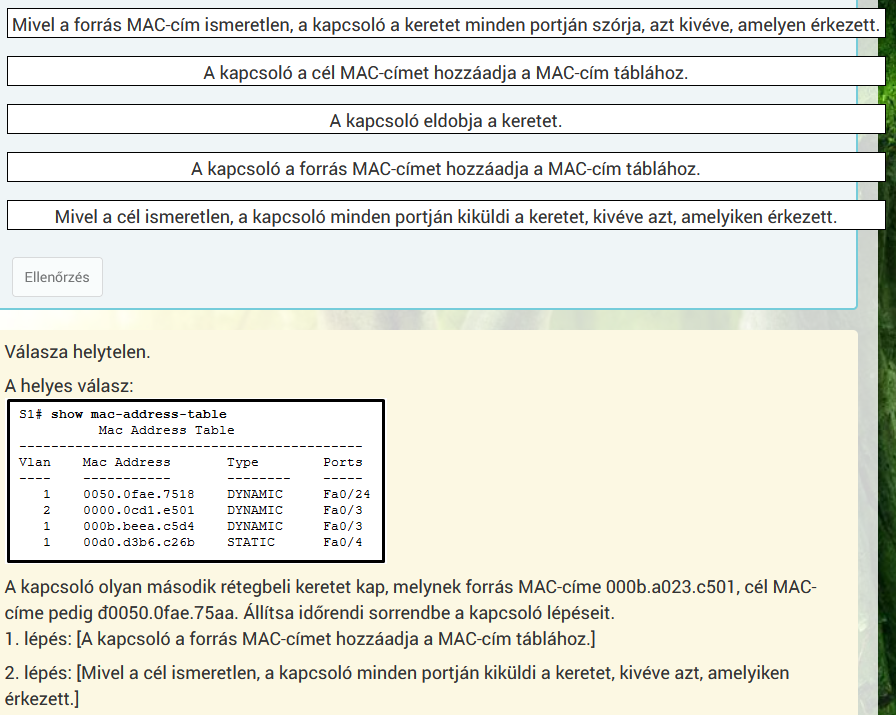 Mivel a forrás MAC-cím ismeretlen, a kapcsoló a keretet minden portján szórja, azt kivéve, amelyen érkezett.
A kapcsoló a cél MAC-címet hozzáadja a MAC-cím táblához.
A kapcsoló eldobja a keretet.
A kapcsoló a forrás MAC-címet hozzáadja a MAC-cím táblához.
Mivel a cél ismeretlen, a kapcsoló minden portján kiküldi a keretet, kivéve azt, amelyiken érkezett.
Ellenőrzés
Válasza helytelen.
A helyes válasz:
S1# show mac-address-table
Mac Address Table
-------------------------------------------
Vlan Mac Address Type Ports
---- ----------- -------- -----
1 0050.0fae.7518 DYNAMIC Fa0/24
2 0000.0cd1.e501 DYNAMIC Fa0/3
1 000b.beea.c5d4 DYNAMIC Fa0/3
1 00d0.d3b6.c26b STATIC Fa0/4
A kapcsoló olyan második rétegbeli keretet kap, melynek forrás MAC-címe 000b.a023.c501, cél MAC-
címe pedig đ0050.0fae.75aa. Állítsa időrendi sorrendbe a kapcsoló lépéseit.
1. lépés: [A kapcsoló a forrás MAC-címet hozzáadja a MAC-cím táblához.]
2. lépés: [Mivel a cél ismeretlen, a kapcsoló minden portján kiküldi a keretet, kivéve azt, amelyiken
érkezett.]